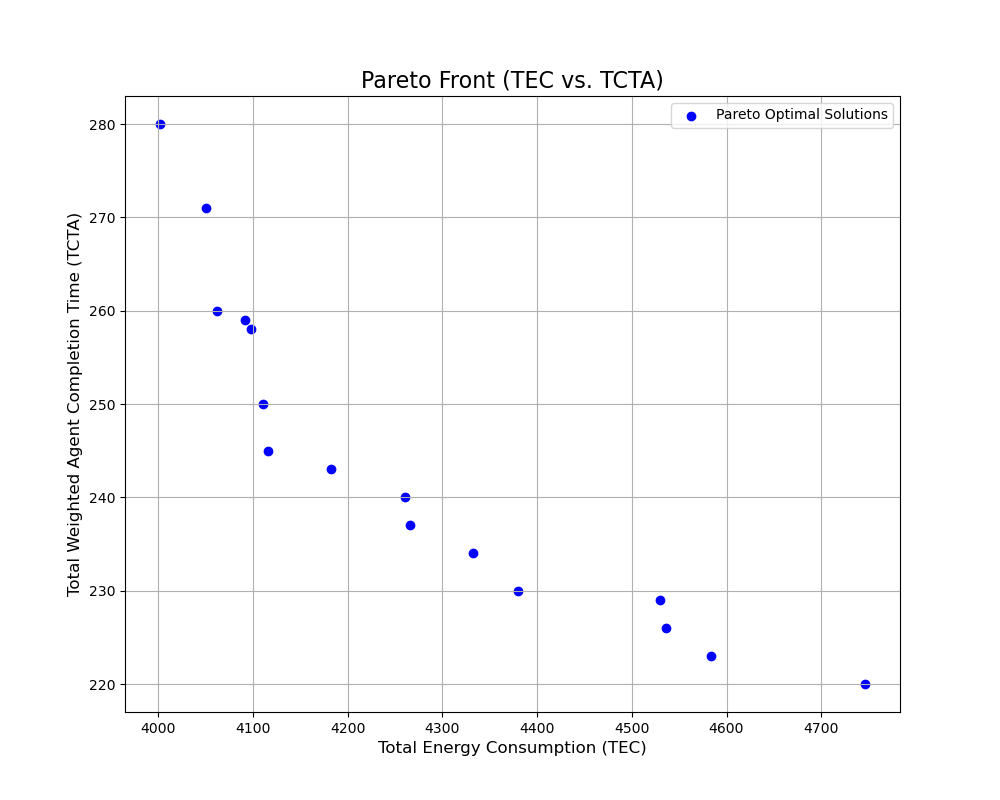 Pareto Front (TEC vs. TCTA)
Pareto Optimal Solutions
Total Weighted Agent Completion Time (TCTA)
280
270
260
250
240
230
220
4000 4100 4200 4300 4400 4500 4600 4700
Total Energy Consumption (TEC)